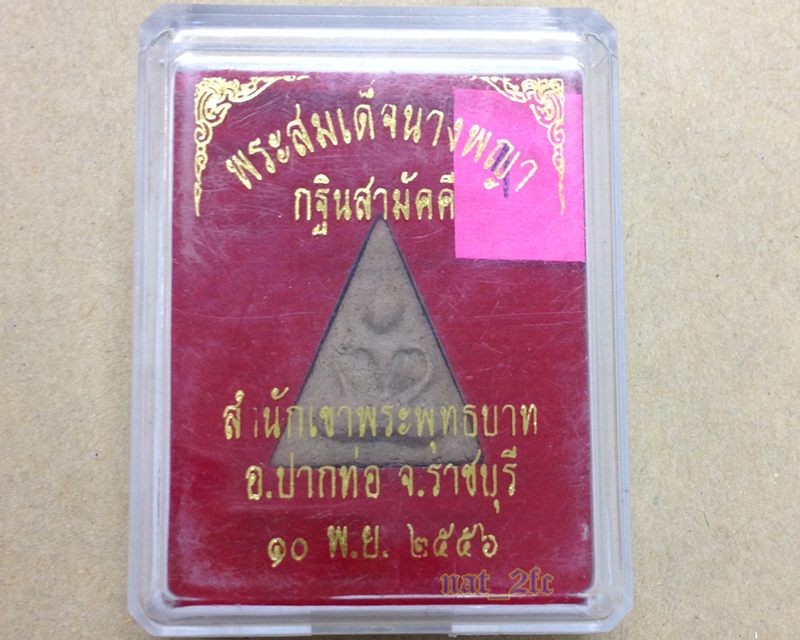 พระสมเด็จนางพญา
กฐินสามัคคี
สำนักเขาพระพุทธบาท
อ.ปากท่อ จ.ราชบุรี
๑๐ พ.ย. ๒๕๕๖
nat_2fc